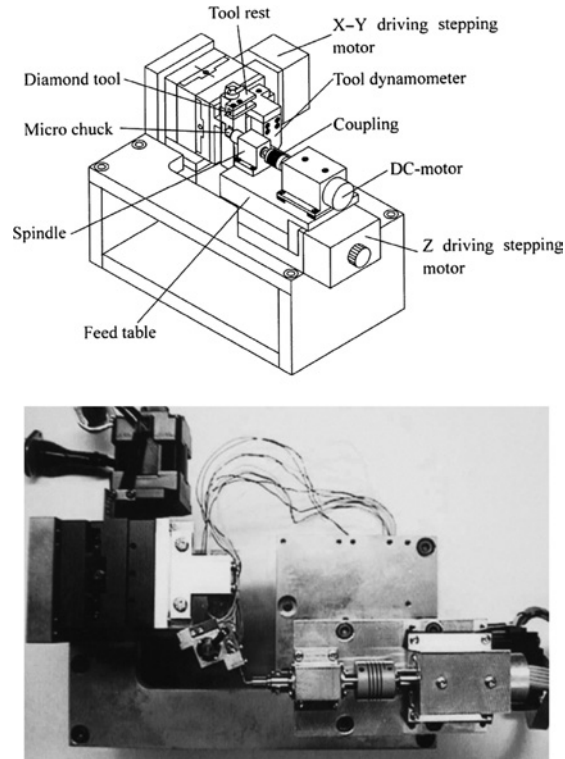 Tool rest
X–Y driving stepping
motor
Diamond tool
Tool dynamometer
Micro chuck
Coupling
DC-motor
Spindle
Z driving stepping
motor
Feed table